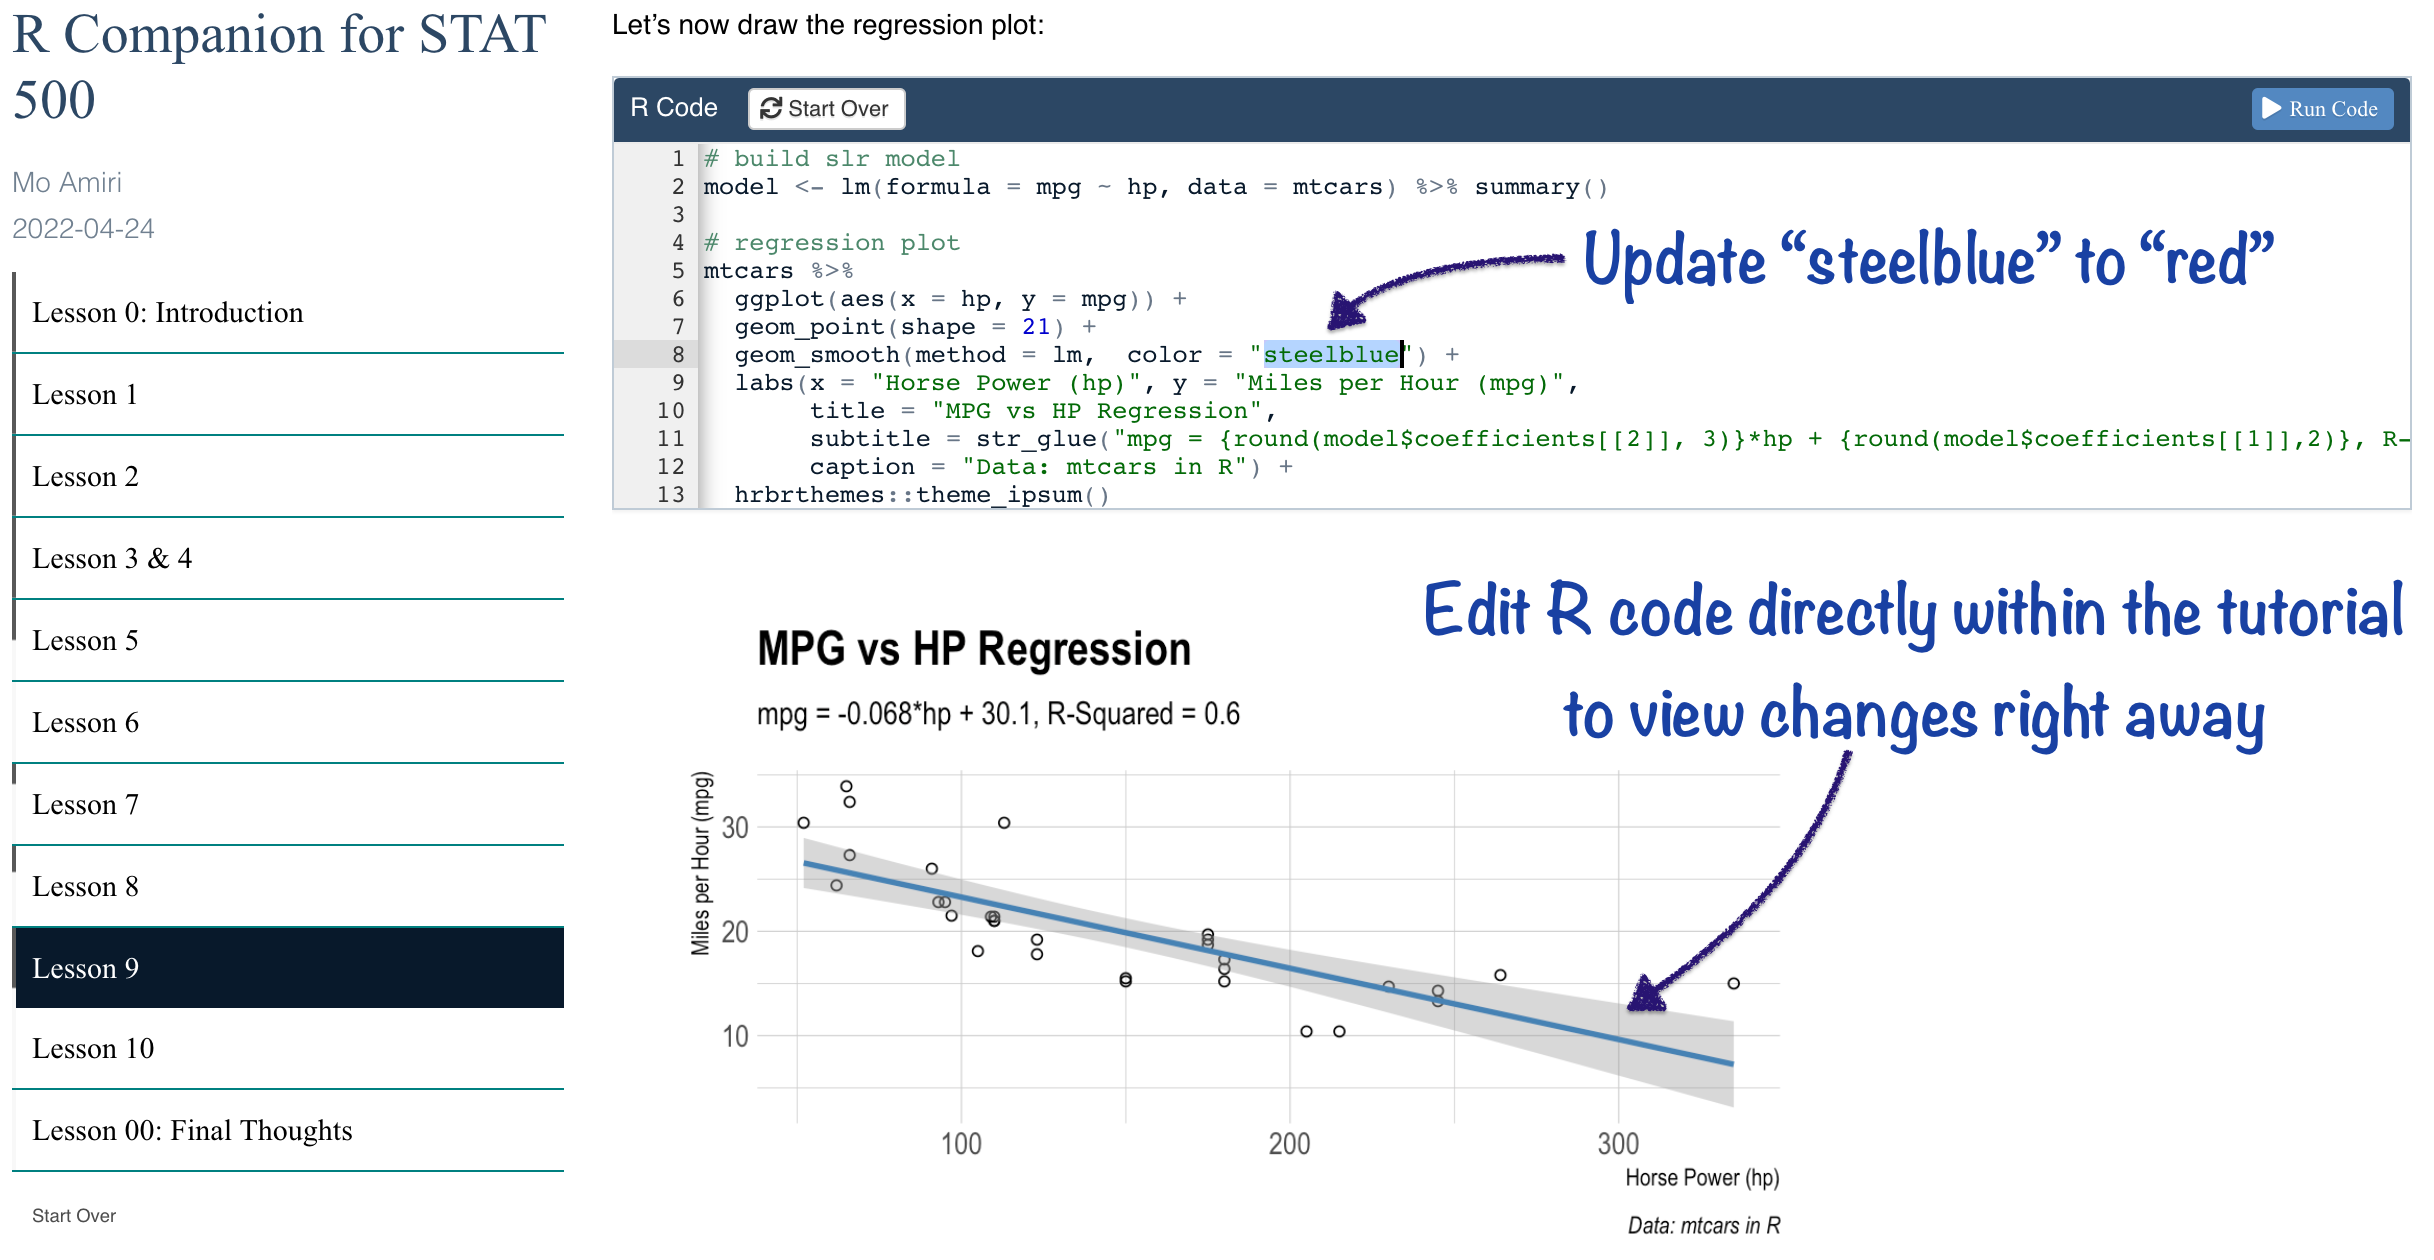 R Companion for STAT
500
Mo Amiri
2022-04-24
Lesson 0: Introduction
Lesson 1
Lesson 2
Lesson 3 & 4
Lesson 5
Lesson 6
Lesson 7
Lesson 8
Lesson 9
Lesson 10
Lesson 00: Final Thoughts
Start Over
Let's now draw the regression plot:
R Code
Start Over
Run Code
1 # build slr model
2 model <- lm(formula = mpg ~ hp, data = mtcars) %>% summary()
3
4 # regression plot
5 mtcars %>%
6 ggplot(aes(x = hp, y = mpg)) +
7 geom_point(shape = 21) +
8 geom_smooth(method = lm,  color = "steelblue") +
9 labs(x = "Horse Power (hp)", y = "Miles per Hour (mpg)",
10 title = "MPG vs HP Regression",
11 subtitle = str_glue("mpg = {round(model$coefficients[[2]], 3)}*hp + {round(model$coefficients[[1]],2)}, R-
12 caption = "Data: mtcars in R") +
13 hrbrthemes::theme_ipsum()
Update “steelblue” to “red”
Edit R code directly within the tutorial
to view changes right away
MPG vs HP Regression
mpg = -0.068*hp + 30.1, R-Squared = 0.6
Miles per Hour (mpg)
30
20
10
100
200
300
Horse Power (hp)
Data: mtcars in R